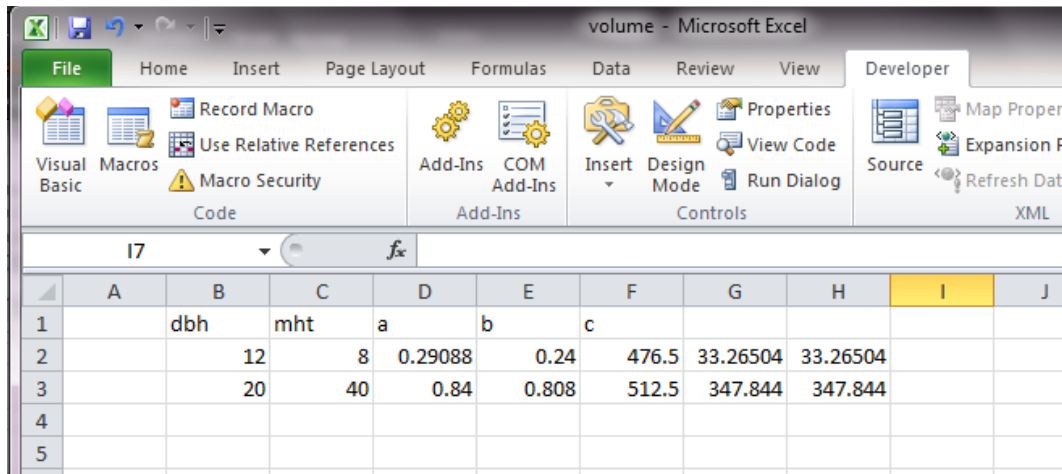 volume - Microsoft Excel
File Home Insert Page Layout Formulas Data Review View Developer
Record Macro Properties Map Proper
Use Relative References View Code Expansion P
Visual Basic Macros Macro Security Add-Ins COM Add-Ins Insert Design Mode Run Dialog Source Refresh Dat
Code Add-Ins Controls XML
I7 fx
A B C D E F G H I J
1 dbh mht a b c
2 12 8 0.29088 0.24 476.5 33.26504 33.26504
3 20 40 0.84 0.808 512.5 347.844 347.844
4
5